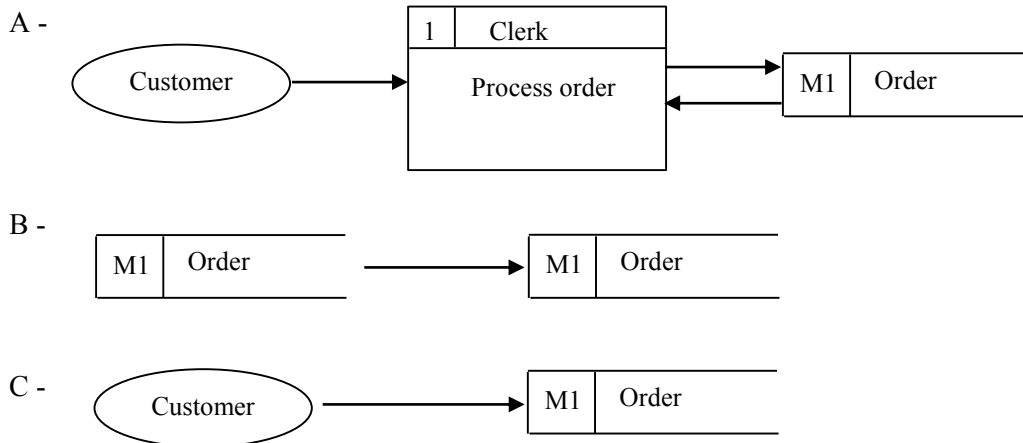 A -
1 Clerk
Customer
Process order
M1 Order
B -
M1 Order
M1 Order
C -
Customer
M1 Order